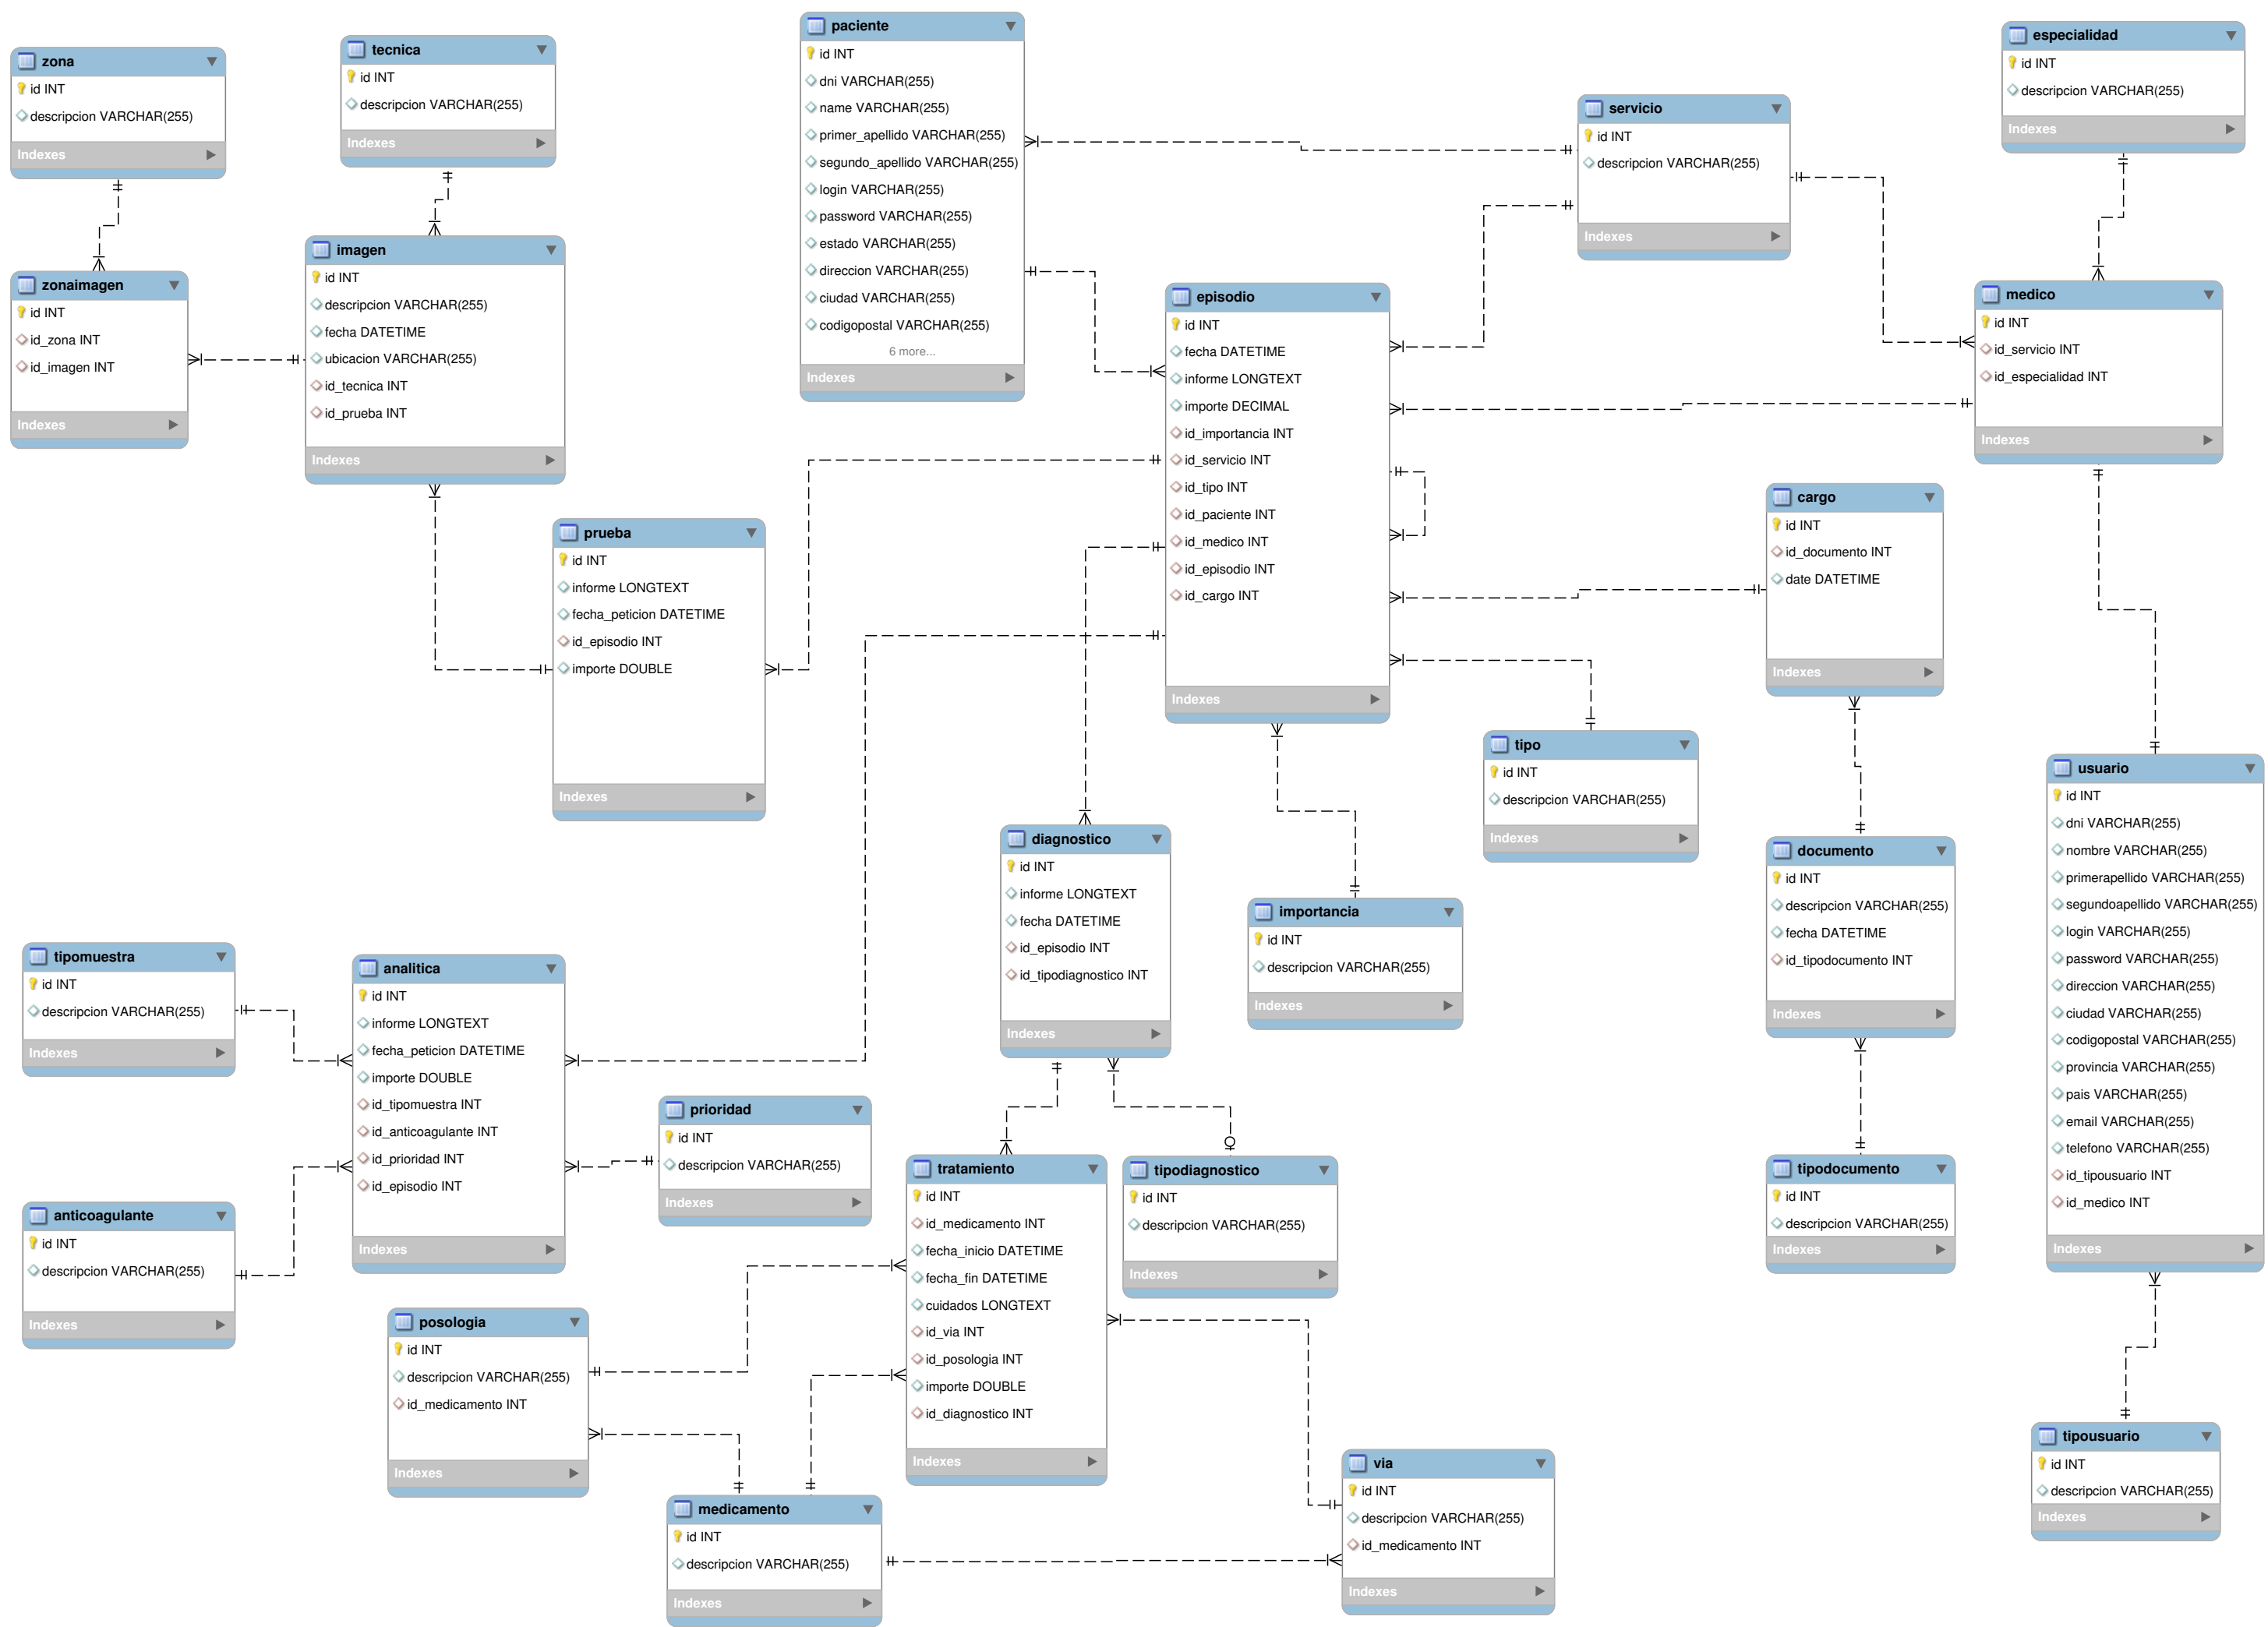 zona
id INT
descripcion VARCHAR(255)
Indexes
tecnica
id INT
descripcion VARCHAR(255)
Indexes
paciente
id INT
dni VARCHAR(255)
name VARCHAR(255)
primer_apellido VARCHAR(255)
segundo_apellido VARCHAR(255)
login VARCHAR(255)
password VARCHAR(255)
estado VARCHAR(255)
direccion VARCHAR(255)
ciudad VARCHAR(255)
codigopostal VARCHAR(255)
6 more...
Indexes
servicio
id INT
descripcion VARCHAR(255)
Indexes
especialidad
id INT
descripcion VARCHAR(255)
Indexes
zonaimagen
id INT
id_zona INT
id_imagen INT
Indexes
imagen
id INT
descripcion VARCHAR(255)
fecha DATETIME
ubicacion VARCHAR(255)
id_tecnica INT
id_prueba INT
Indexes
episodio
id INT
fecha DATETIME
informe LONGTEXT
importe DECIMAL
id_importancia INT
id_servicio INT
id_tipo INT
id_paciente INT
id_medico INT
id_episodio INT
id_cargo INT
Indexes
medico
id INT
id_servicio INT
id_especialidad INT
Indexes
prueba
id INT
informe LONGTEXT
fecha_peticion DATETIME
id_episodio INT
importe DOUBLE
Indexes
cargo
id INT
id_documento INT
date DATETIME
Indexes
tipo
id INT
descripcion VARCHAR(255)
Indexes
usuario
id INT
dni VARCHAR(255)
nombre VARCHAR(255)
primerapellido VARCHAR(255)
segundoapellido VARCHAR(255)
login VARCHAR(255)
password VARCHAR(255)
direccion VARCHAR(255)
ciudad VARCHAR(255)
codigopostal VARCHAR(255)
provincia VARCHAR(255)
pais VARCHAR(255)
email VARCHAR(255)
telefono VARCHAR(255)
id_tipousuario INT
id_medico INT
Indexes
diagnostico
id INT
informe LONGTEXT
fecha DATETIME
id_episodio INT
id_tipodiagnostico INT
Indexes
importancia
id INT
descripcion VARCHAR(255)
Indexes
documento
id INT
descripcion VARCHAR(255)
fecha DATETIME
id_tipodocumento INT
Indexes
tipomuestra
id INT
descripcion VARCHAR(255)
Indexes
analitica
id INT
informe LONGTEXT
fecha_peticion DATETIME
importe DOUBLE
id_tipomuestra INT
id_anticoagulante INT
id_prioridad INT
id_episodio INT
Indexes
prioridad
id INT
descripcion VARCHAR(255)
Indexes
tratamiento
id INT
id_medicamento INT
fecha_inicio DATETIME
fecha_fin DATETIME
cuidados LONGTEXT
id_via INT
id_posologia INT
importe DOUBLE
id_diagnostico INT
Indexes
tipodiagnostico
id INT
descripcion VARCHAR(255)
Indexes
tipodocumento
id INT
descripcion VARCHAR(255)
Indexes
anticoagulante
id INT
descripcion VARCHAR(255)
Indexes
posologia
id INT
descripcion VARCHAR(255)
id_medicamento INT
Indexes
medicamento
id INT
descripcion VARCHAR(255)
Indexes
via
id INT
descripcion VARCHAR(255)
id_medicamento INT
Indexes
tipousuario
id INT
descripcion VARCHAR(255)
Indexes